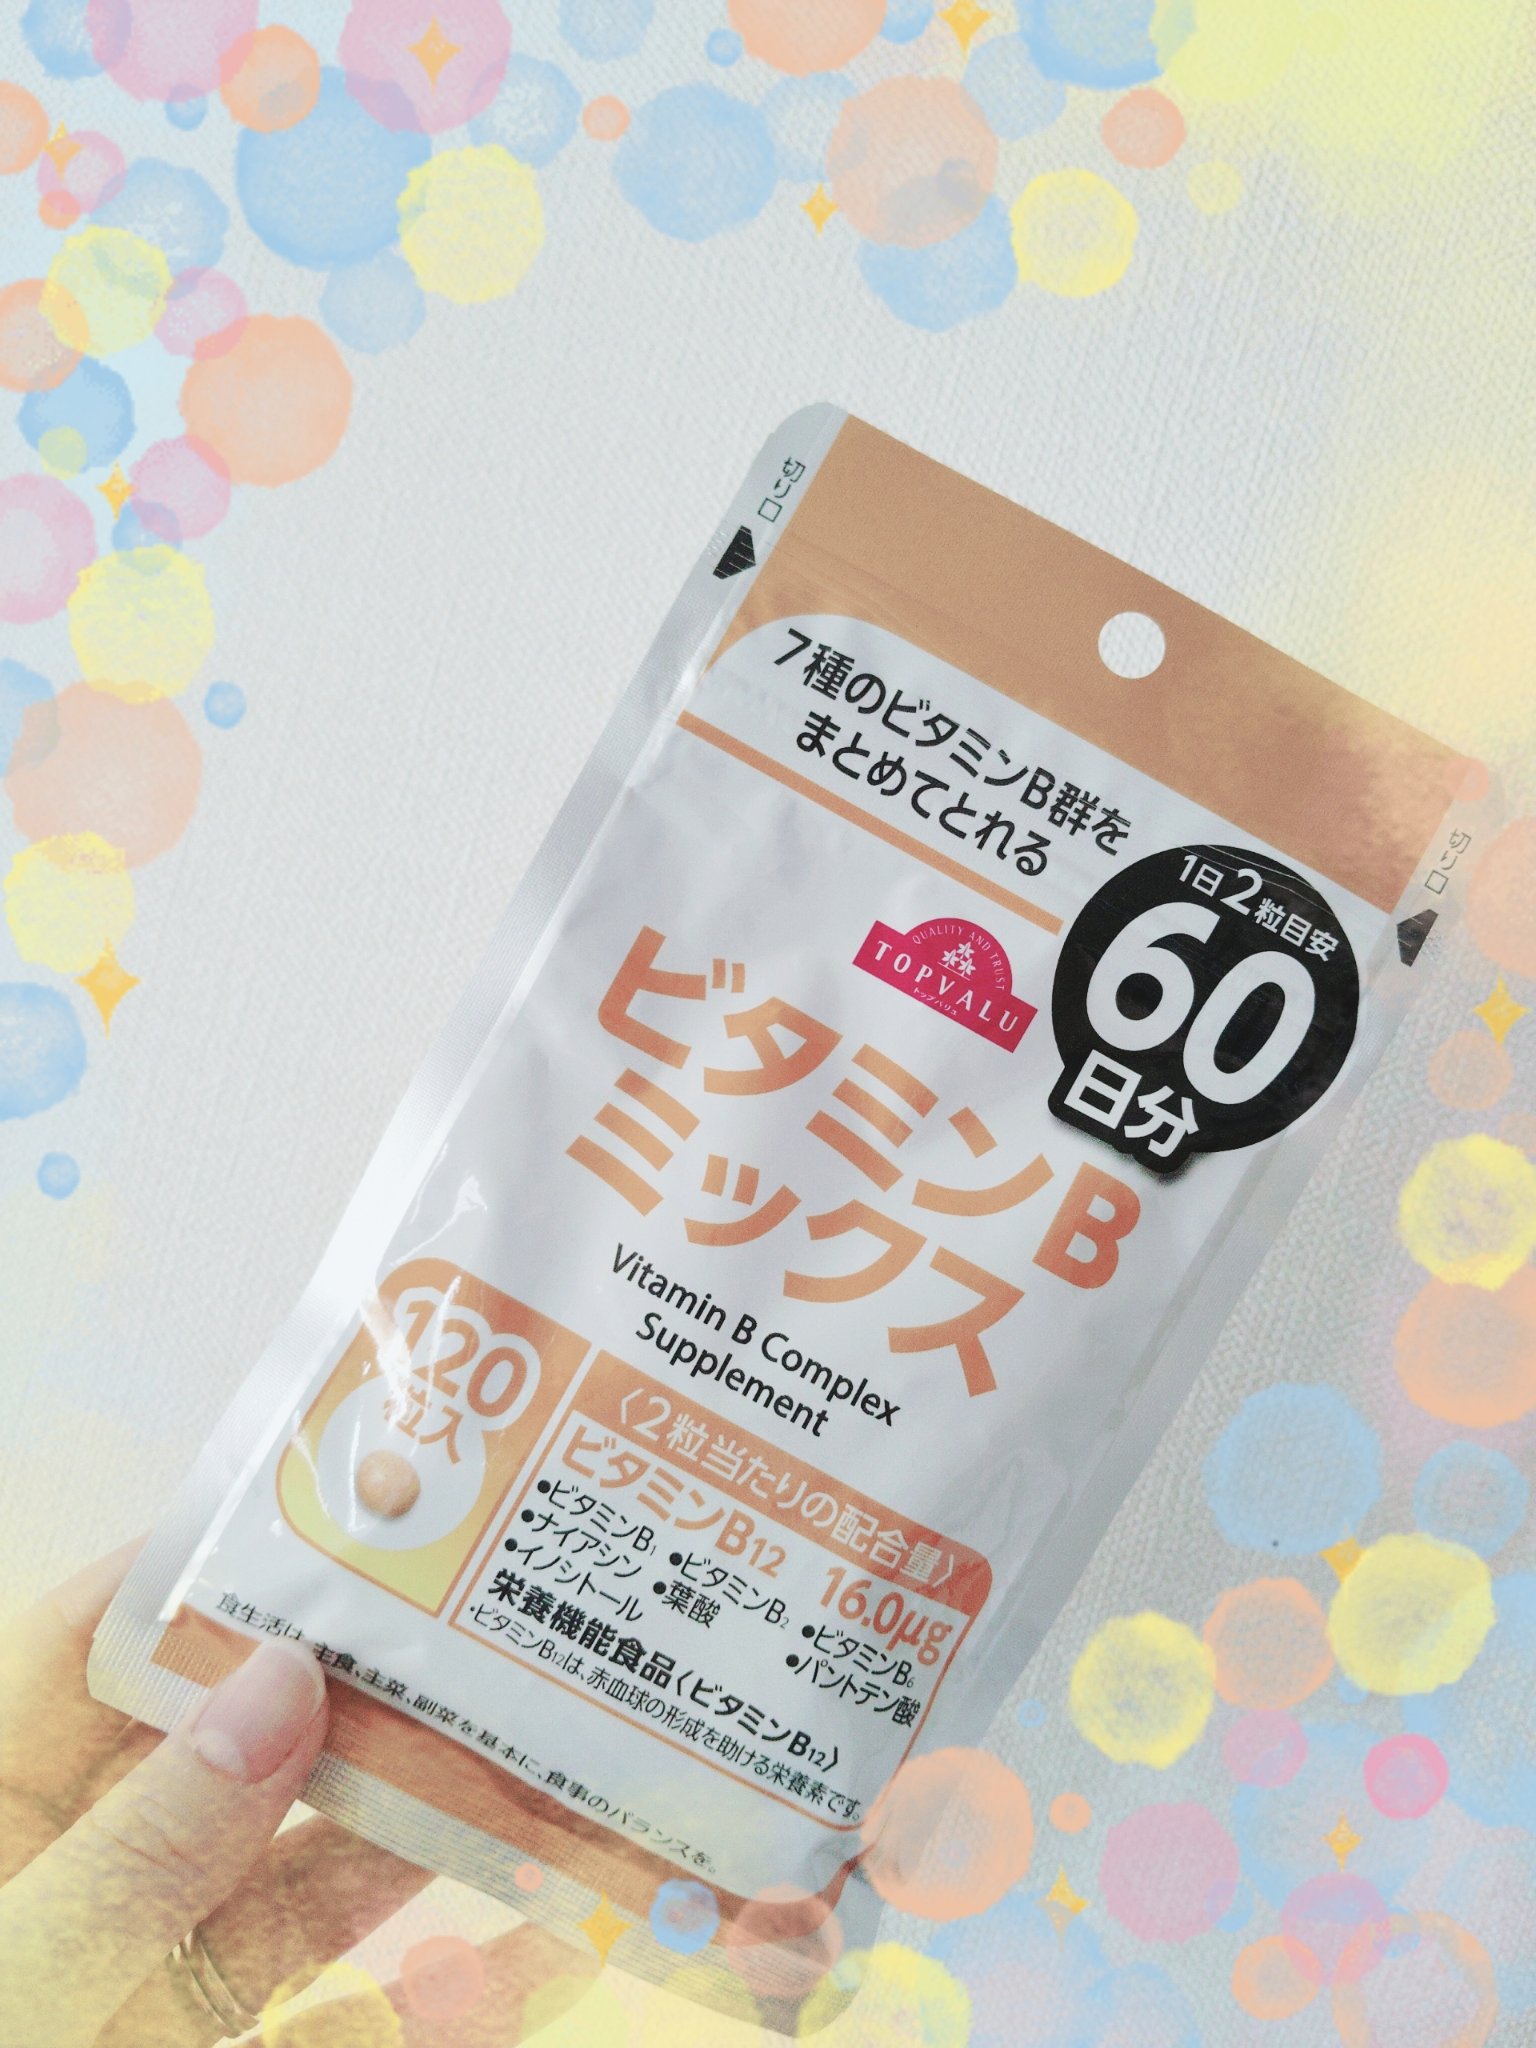 切り口
7種のビタミンB群を
まとめてとれる
切り口
1日2粒目安
60
日分
QUALITY AND TRUST
TOPVALU
トップバリュ
ビタミンB
ミックス
Vitamin B Complex
Supplement
120
粒入
〈2粒当たりの配合量〉
ビタミンB12 16.0μg
●ビタミンB1 ●ビタミンB2 ●ビタミンB6
●ナイアシン ●葉酸 ●パントテン酸
●イノシトール
栄養機能食品〈ビタミンB12〉
・ビタミンB12は、赤血球の形成を助ける栄養素です。
食生活は、主食、主菜、副菜を基本に、食事のバランスを。